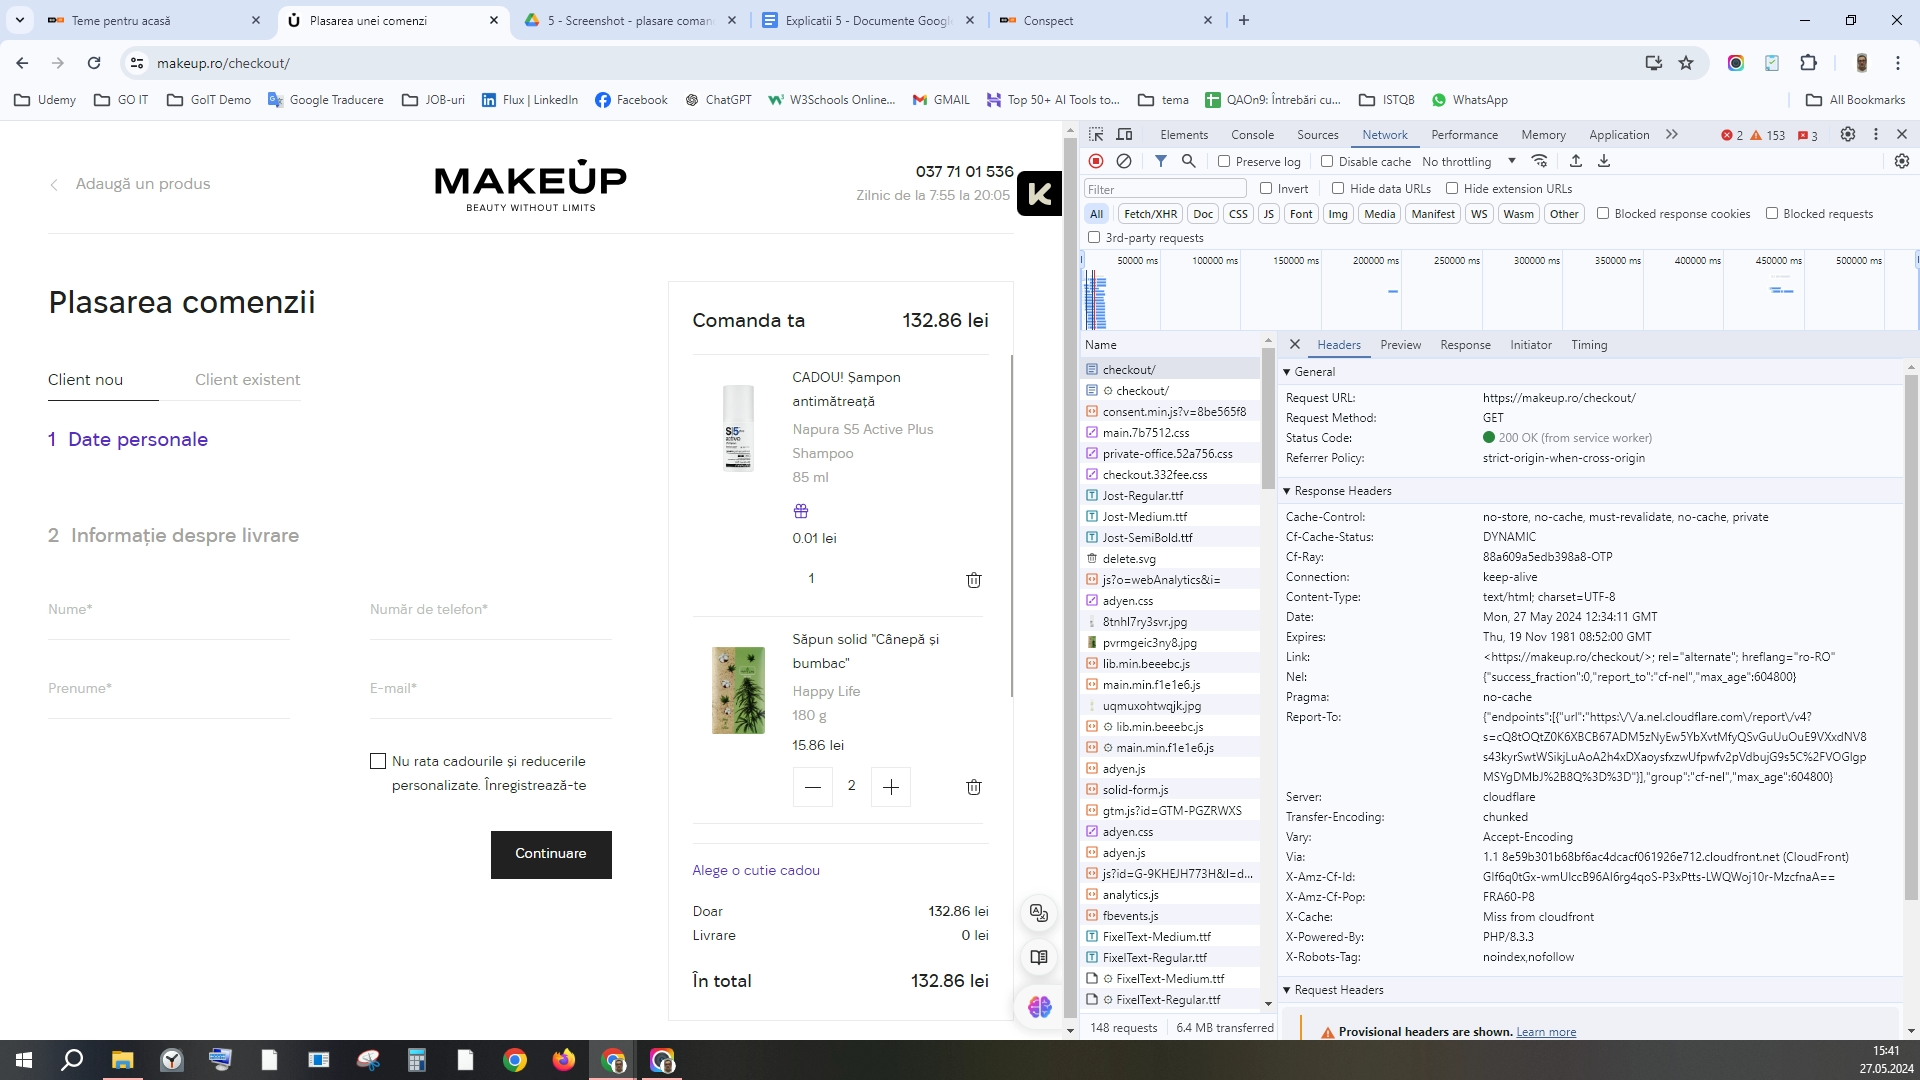 Teme pentru acasă
Plasarea unei comenzi
5 - Screenshot - plasare coman
Explicatii 5 - Documente Google
Conspect
makeup.ro/checkout/
Udemy
GO IT
GoIT Demo
Google Traducere
JOB-uri
Flux | LinkedIn
Facebook
ChatGPT
W3Schools Online...
GMAIL
Top 50+ AI Tools to...
tema
QAOn9: Întrebări cu...
ISTQB
WhatsApp
All Bookmarks
Adaugă un produs
MAKEUP
BEAUTY WITHOUT LIMITS
037 71 01 536
Zilnic de la 7:55 la 20:05
K
Plasarea comenzii
Client nou
Client existent
1 Date personale
2 Informație despre livrare
Nume*
Număr de telefon*
Prenume*
E-mail*
Nu rata cadourile și reducerile
personalizate. Înregistrează-te
Continuare
Comanda ta 132.86 lei
CADOU! Șampon
antimătreață
Napura S5 Active Plus
Shampoo
85 ml
0.01 lei
1
Săpun solid "Cânepă și
bumbac"
Happy Life
180 g
15.86 lei
2
Alege o cutie cadou
Doar 132.86 lei
Livrare 0 lei
În total 132.86 lei
Elements
Console
Sources
Network
Performance
Memory
Application
2
153
3
Preserve log
Disable cache
No throttling
Filter
Invert
Hide data URLs
Hide extension URLs
All
Fetch/XHR
Doc
CSS
JS
Font
Img
Media
Manifest
WS
Wasm
Other
Blocked response cookies
Blocked requests
3rd-party requests
50000 ms
100000 ms
150000 ms
200000 ms
250000 ms
300000 ms
350000 ms
400000 ms
450000 ms
500000 ms
Name
checkout/
checkout/
consent.min.js?v=8be565f8
main.7b7512.css
private-office.52a756.css
checkout.332fee.css
Jost-Regular.ttf
Jost-Medium.ttf
Jost-SemiBold.ttf
delete.svg
js?o=webAnalytics&i=
adyen.css
8tnhl7ry3svr.jpg
pvrmgeic3ny8.jpg
lib.min.beeebc.js
main.min.f1e1e6.js
uqmuxohtwqjk.jpg
lib.min.beeebc.js
main.min.f1e1e6.js
adyen.js
solid-form.js
gtm.js?id=GTM-PGZRWXS
adyen.css
adyen.js
js?id=G-9KHEJH773H&l=d...
analytics.js
fbevents.js
FixelText-Medium.ttf
FixelText-Regular.ttf
FixelText-Medium.ttf
FixelText-Regular.ttf
148 requests
6.4 MB transferred
Headers
Preview
Response
Initiator
Timing
General
Request URL: https://makeup.ro/checkout/
Request Method: GET
Status Code: 200 OK (from service worker)
Referrer Policy: strict-origin-when-cross-origin
Response Headers
Cache-Control: no-store, no-cache, must-revalidate, no-cache, private
Cf-Cache-Status: DYNAMIC
Cf-Ray: 88a609a5edb398a8-OTP
Connection: keep-alive
Content-Type: text/html; charset=UTF-8
Date: Mon, 27 May 2024 12:34:11 GMT
Expires: Thu, 19 Nov 1981 08:52:00 GMT
Link: <https://makeup.ro/checkout/>; rel="alternate"; hreflang="ro-RO"
Nel: {"success_fraction":0,"report_to":"cf-nel","max_age":604800}
Pragma: no-cache
Report-To: {"endpoints":[{"url":"https:\/\/a.nel.cloudflare.com\/report\/v4?
s=cQ8tOQtZ0K6XBCB67ADM5zNyEw5YbXvtMfyQSvGuUuOuE9VXxdNV8
s43kyrSwtWSikjLuAoA2h4xDXaoysfxzwUfpwfv2pVdbujG9s5C%2FVOGlgp
MSYgDMbJ%2B8Q%3D%3D"}],"group":"cf-nel","max_age":604800}
Server: cloudflare
Transfer-Encoding: chunked
Vary: Accept-Encoding
Via: 1.1 8e59b301b68bf6ac4dcacf061926e712.cloudfront.net (CloudFront)
X-Amz-Cf-Id: Glf6q0tGx-wmUlccB96Al6rg4qoS-P3xPtts-LWQWoj10r-MzcfnaA==
X-Amz-Cf-Pop: FRA60-P8
X-Cache: Miss from cloudfront
X-Powered-By: PHP/8.3.3
X-Robots-Tag: noindex,nofollow
Request Headers
Provisional headers are shown. Learn more
15:41
27.05.2024